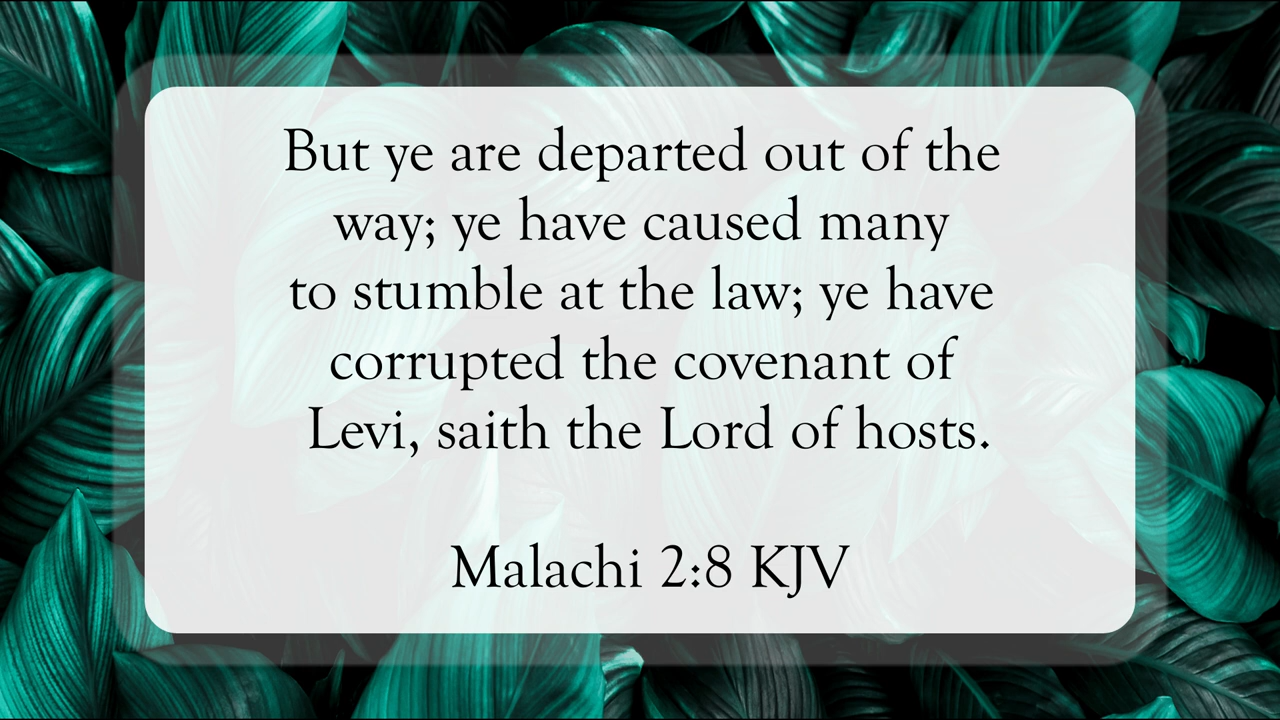 But ye are departed out of the
way; ye have caused many
to stumble at the law; ye have
corrupted the covenant of
Levi, saith the Lord of hosts.
Malachi 2:8 KJV